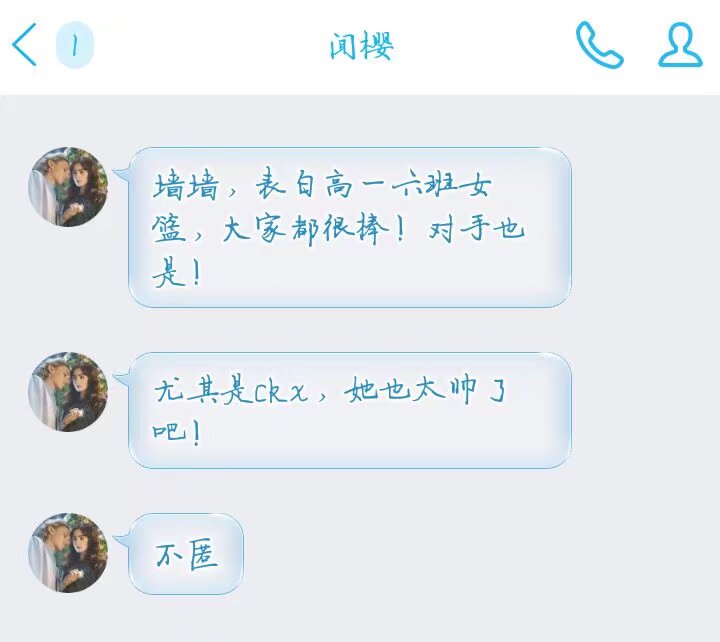 1
闻樱
墙墙，表白高一六班女
篮，大家都很棒！对手也
是！
尤其是ckx，她也太帅了
吧！
不匿